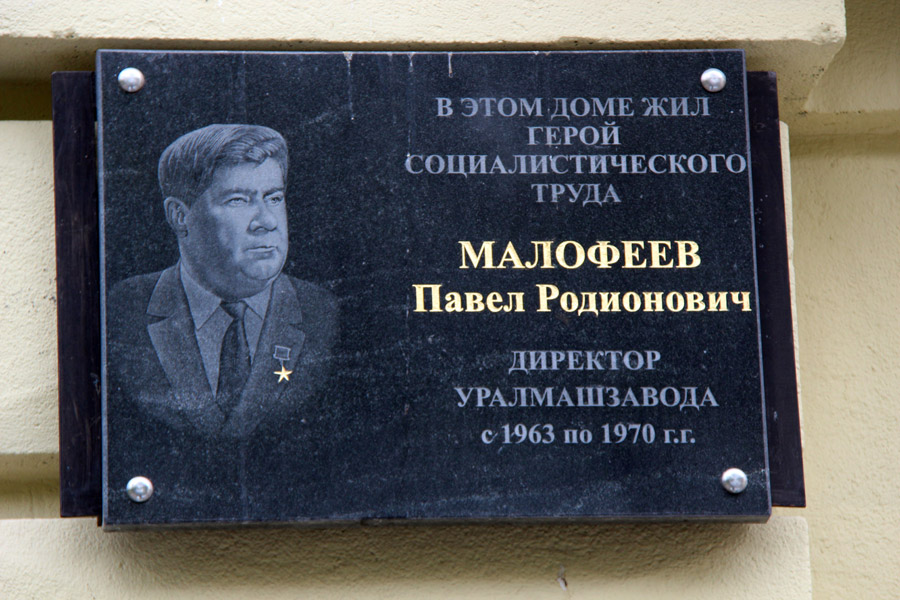 В ЭТОМ ДОМЕ ЖИЛ
ГЕРОЙ
СОЦИАЛИСТИЧЕСКОГО
ТРУДА
МАЛОФЕЕВ
Павел Родионович
ДИРЕКТОР
УРАЛМАШЗАВОДА
с 1963 по 1970 г.г.